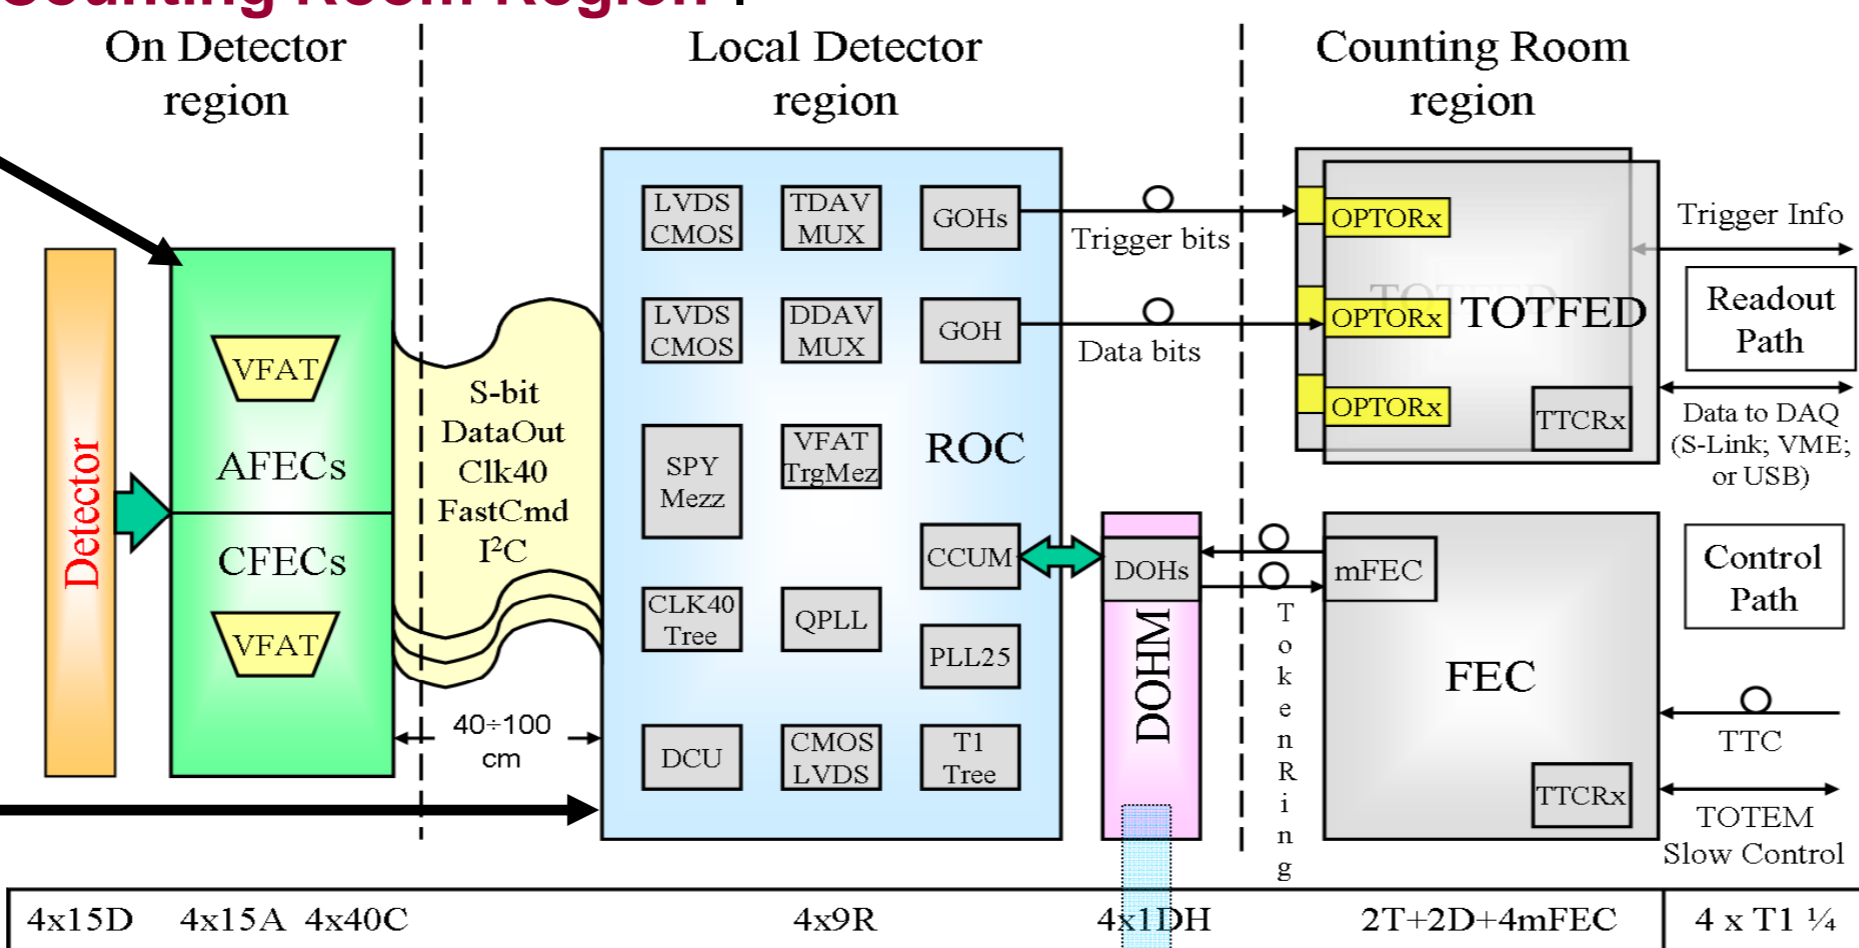 Counting Room Region :
On Detector
region
Local Detector
region
Counting Room
region
Detector
VFAT
AFECs
CFECs
VFAT
S-bit
DataOut
Clk40
FastCmd
I²C
40÷100
cm
LVDS
CMOS
TDAV
MUX
GOHs
LVDS
CMOS
DDAV
MUX
GOH
SPY
Mezz
VFAT
TrgMez
ROC
CCUM
CLK40
Tree
QPLL
PLL25
DCU
CMOS
LVDS
T1
Tree
Trigger bits
Data bits
DOHs
DOHM
TokenRing
OPTORx
OPTORx
OPTORx
TOTFED
TOTFED
TTCRx
mFEC
FEC
TTCRx
Trigger Info
Readout
Path
Data to DAQ
(S-Link; VME;
or USB)
Control
Path
TTC
TOTEM
Slow Control
4x15D 4x15A 4x40C 4x9R 4x1DH 2T+2D+4mFEC 4 x T1 ¼